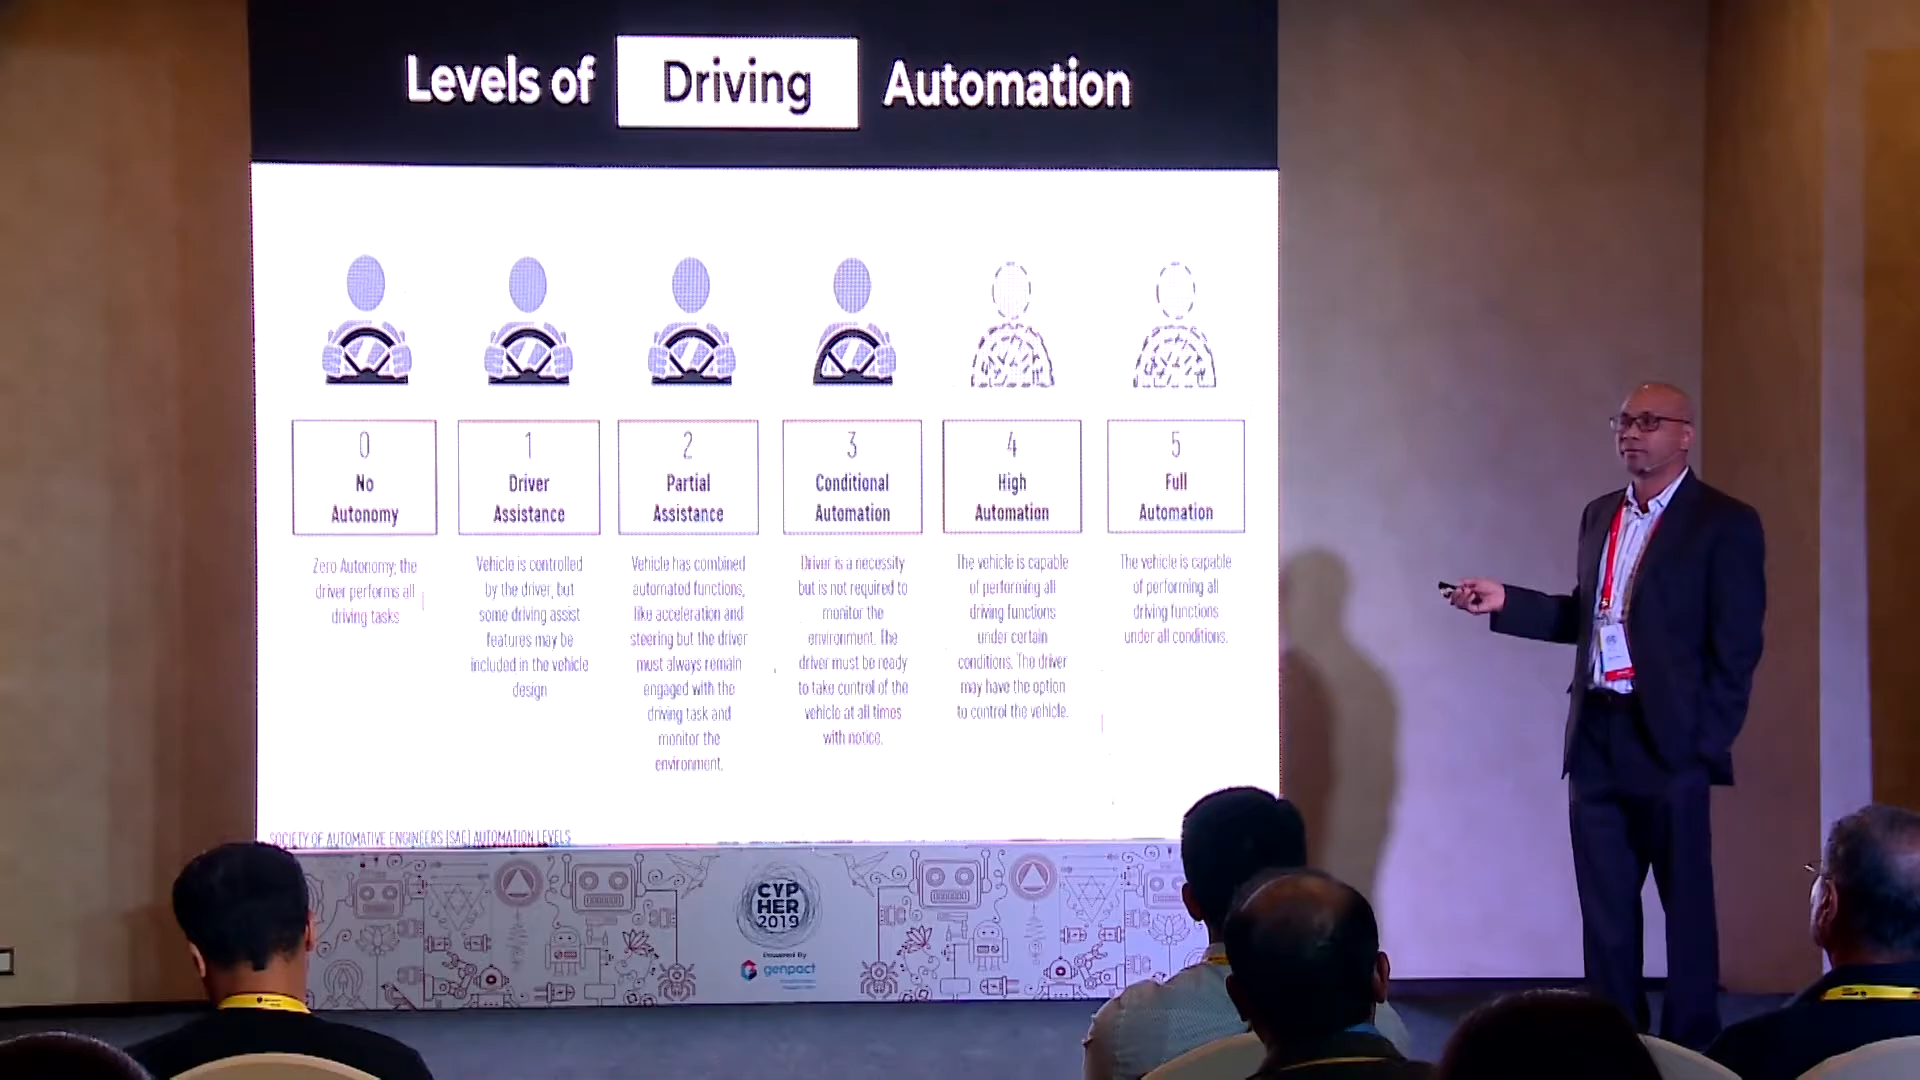 Levels of Driving Automation
0
No
Autonomy
Zero Autonomy; the
driver performs all
driving tasks
1
Driver
Assistance
Vehicle is controlled
by the driver, but
some driving assist
features may be
included in the vehicle
design
2
Partial
Assistance
Vehicle has combined
automated functions,
like acceleration and
steering but the driver
must always remain
engaged with the
driving task and
monitor the
environment.
3
Conditional
Automation
Driver is a necessity
but is not required to
monitor the
environment. The
driver must be ready
to take control of the
vehicle at all times
with notice.
4
High
Automation
The vehicle is capable
of performing all
driving functions
under certain
conditions. The driver
may have the option
to control the vehicle.
5
Full
Automation
The vehicle is capable
of performing all
driving functions
under all conditions.
SOCIETY OF AUTOMOTIVE ENGINEERS (SAE) AUTOMATION LEVELS
CYP
HER
2019
Powered By
genpact